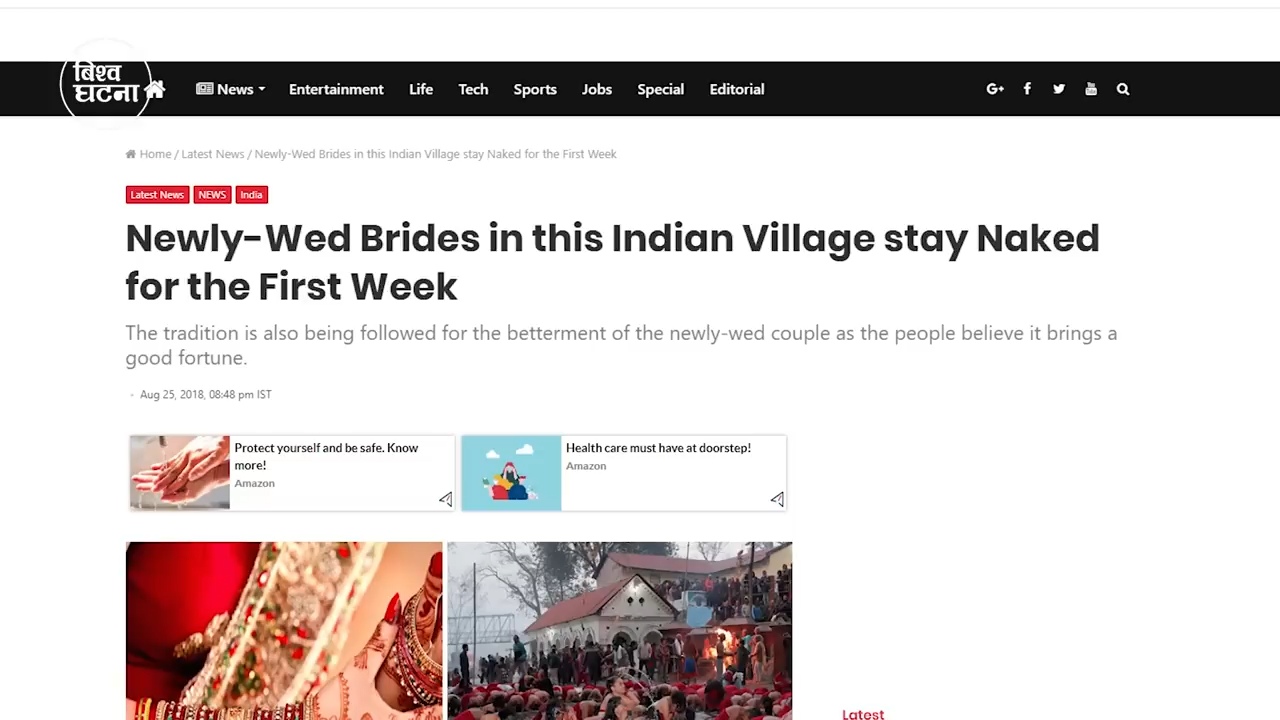 बिश्व
घटना
News Entertainment Life Tech Sports Jobs Special Editorial
Home / Latest News / Newly-Wed Brides in this Indian Village stay Naked for the First Week
Latest News NEWS India
Newly-Wed Brides in this Indian Village stay Naked
for the First Week
The tradition is also being followed for the betterment of the newly-wed couple as the people believe it brings a
good fortune.
- Aug 25, 2018, 08:48 pm IST
Protect yourself and be safe. Know
more!
Amazon
Health care must have at doorstep!
Amazon
Latest